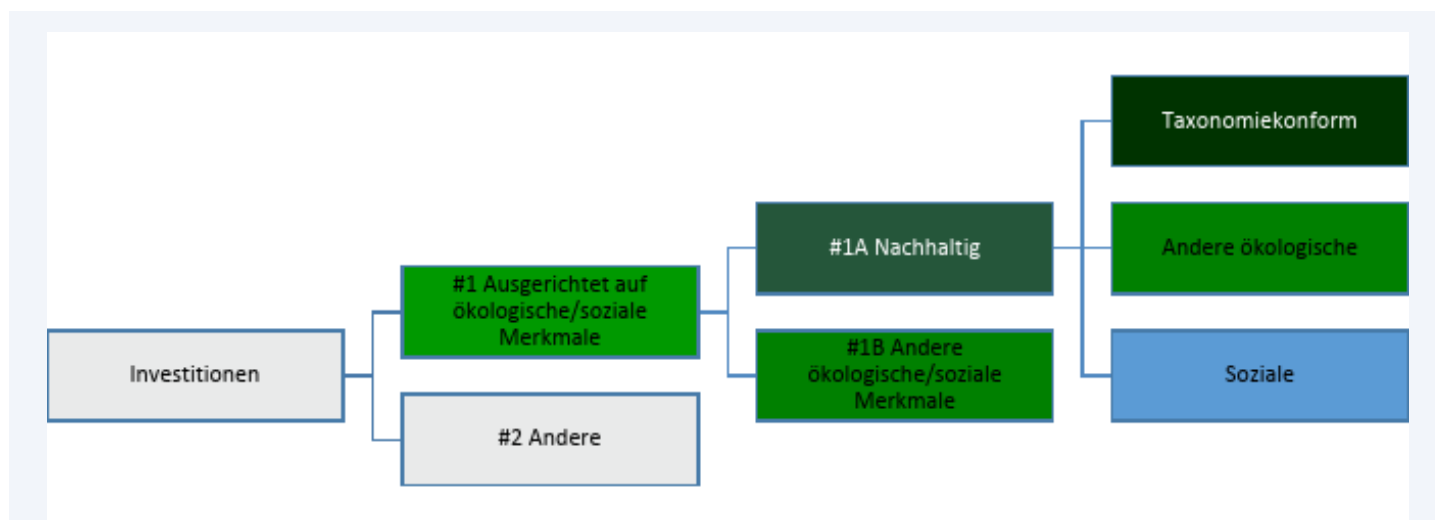 Investitionen
#1 Ausgerichtet auf
ökologische/soziale
Merkmale
#2 Andere
#1A Nachhaltig
#1B Andere
ökologische/soziale
Merkmale
Taxonomiekonform
Andere ökologische
Soziale